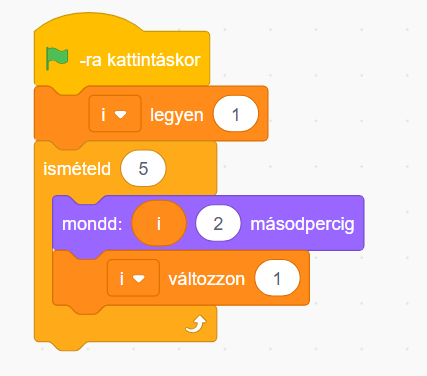 -ra kattintáskor
i legyen 1
ismételd 5
mondd: i 2 másodpercig
i változzon 1